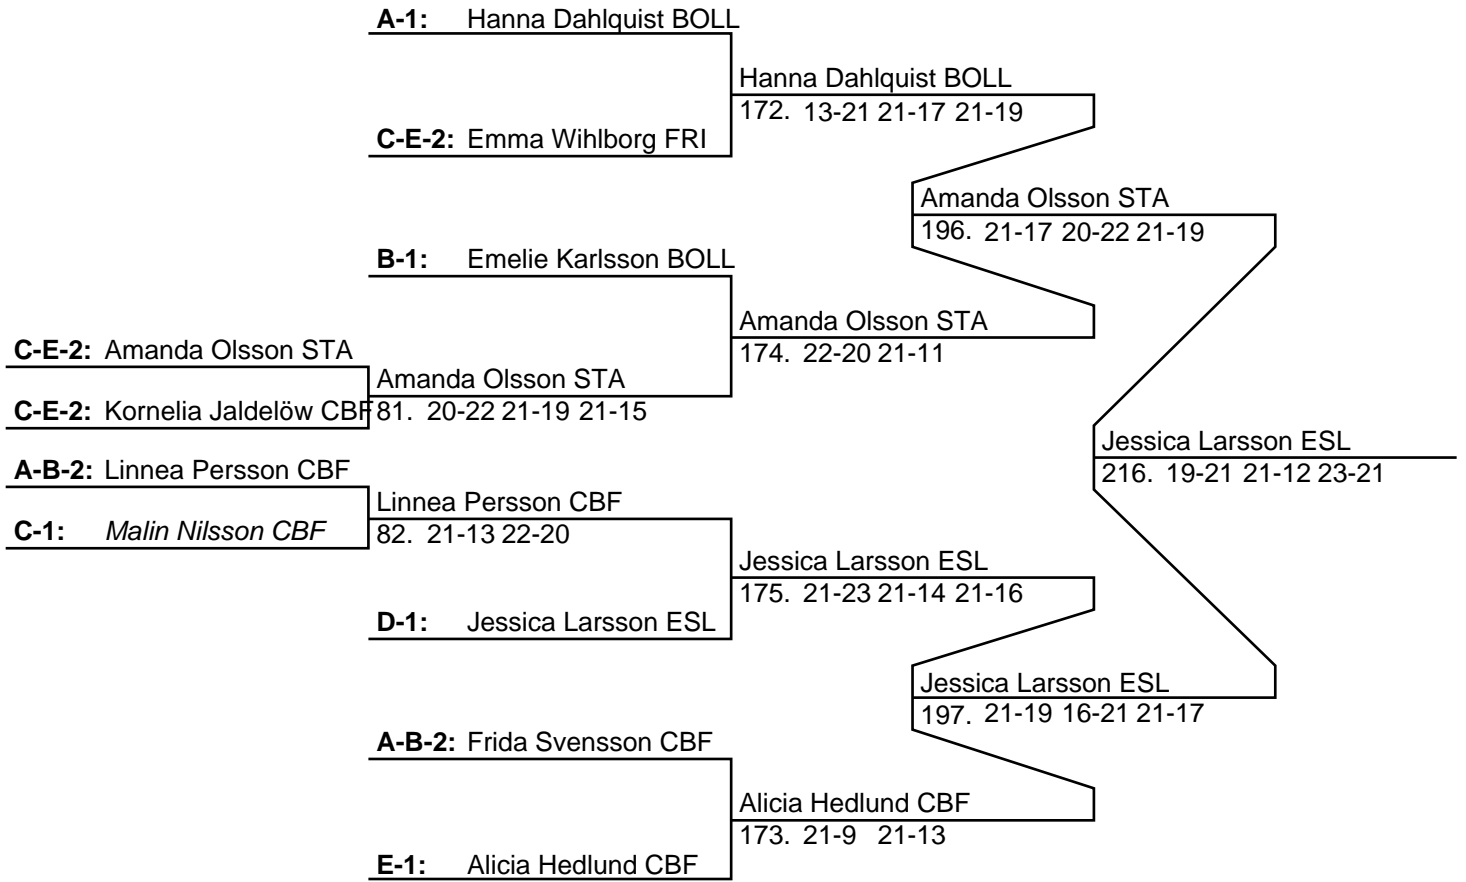 A-1: Hanna Dahlquist BOLL
Hanna Dahlquist BOLL
172. 13-21 21-17 21-19
C-E-2: Emma Wihlborg FRI
Amanda Olsson STA
196. 21-17 20-22 21-19
B-1: Emelie Karlsson BOLL
Amanda Olsson STA
174. 22-20 21-11
C-E-2: Amanda Olsson STA
Amanda Olsson STA
81. 20-22 21-19 21-15
C-E-2: Kornelia Jaldelöw CBF
Jessica Larsson ESL
216. 19-21 21-12 23-21
A-B-2: Linnea Persson CBF
Linnea Persson CBF
82. 21-13 22-20
C-1: Malin Nilsson CBF
Jessica Larsson ESL
175. 21-23 21-14 21-16
D-1: Jessica Larsson ESL
Jessica Larsson ESL
197. 21-19 16-21 21-17
A-B-2: Frida Svensson CBF
Alicia Hedlund CBF
173. 21-9 21-13
E-1: Alicia Hedlund CBF